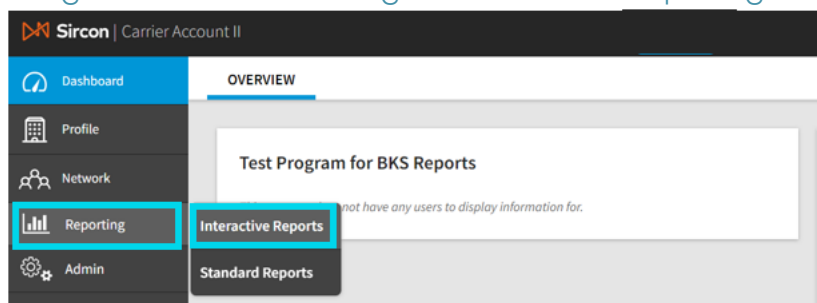 Sircon | Carrier Account II
Dashboard
OVERVIEW
Profile
Test Program for BKS Reports
Network
not have any users to display information for.
Reporting
Interactive Reports
Admin
Standard Reports